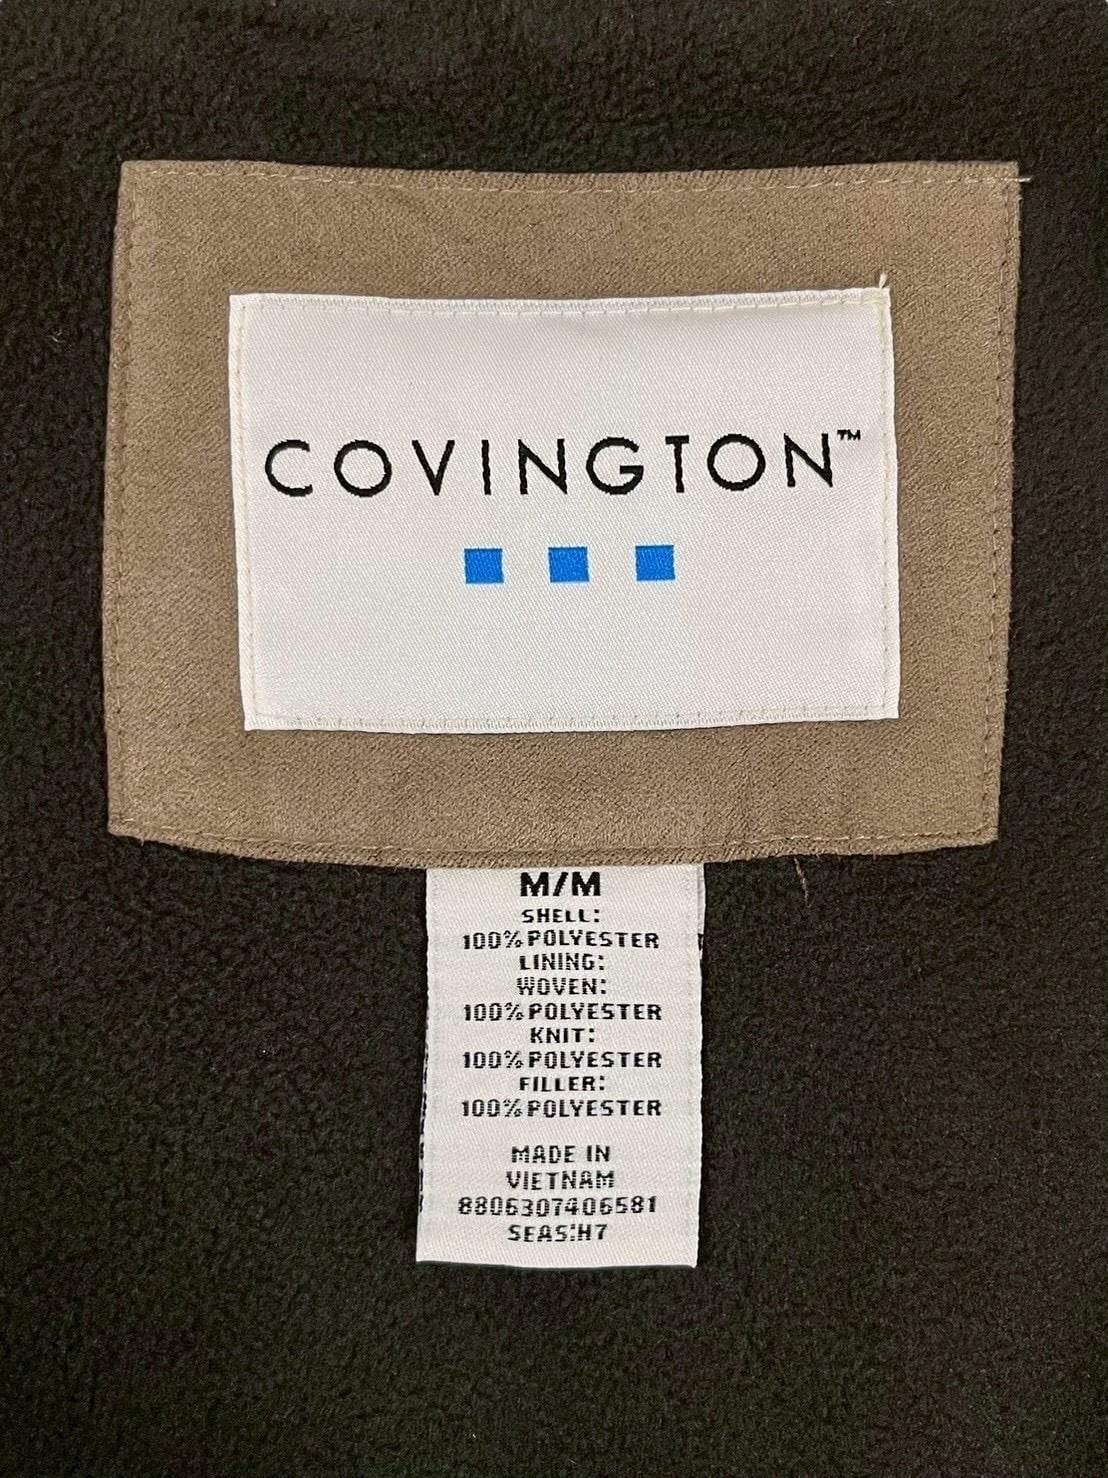 COVINGTON™
M/M
SHELL:
100% POLYESTER
LINING:
WOVEN:
100% POLYESTER
KNIT:
100% POLYESTER
FILLER:
100% POLYESTER
MADE IN
VIETNAM
8806307406581
SEAS:H7